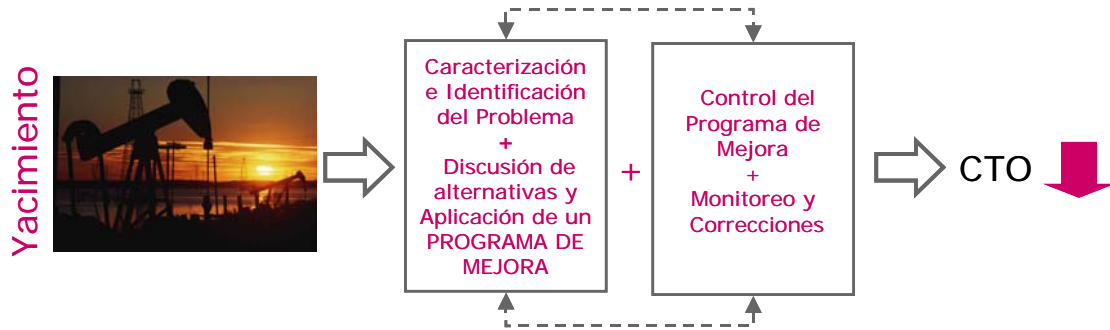 Yacimiento
Caracterización
e Identificación
del Problema
+
Discusión de
alternativas y
Aplicación de un
PROGRAMA DE
MEJORA
+
Control del
Programa de
Mejora
+
Monitoreo y
Correcciones
CTO